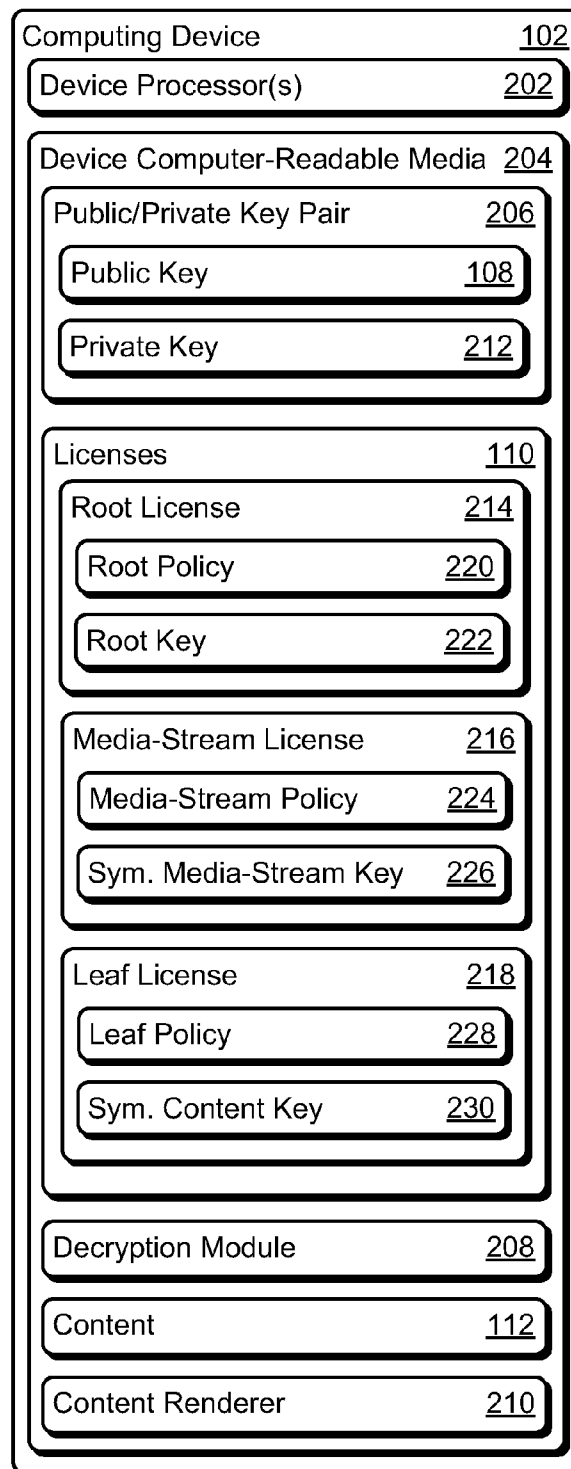 Computing Device 102
Device Processor(s) 202
Device Computer-Readable Media 204
Public/Private Key Pair 206
Public Key 108
Private Key 212
Licenses 110
Root License 214
Root Policy 220
Root Key 222
Media-Stream License 216
Media-Stream Policy 224
Sym. Media-Stream Key 226
Leaf License 218
Leaf Policy 228
Sym. Content Key 230
Decryption Module 208
Content 112
Content Renderer 210